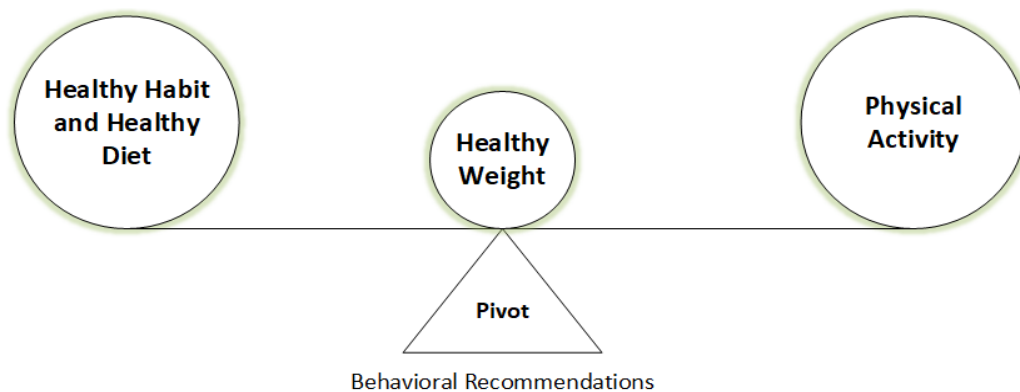 Healthy Habit
and Healthy
Diet
Healthy
Weight
Physical
Activity
Pivot
Behavioral Recommendations